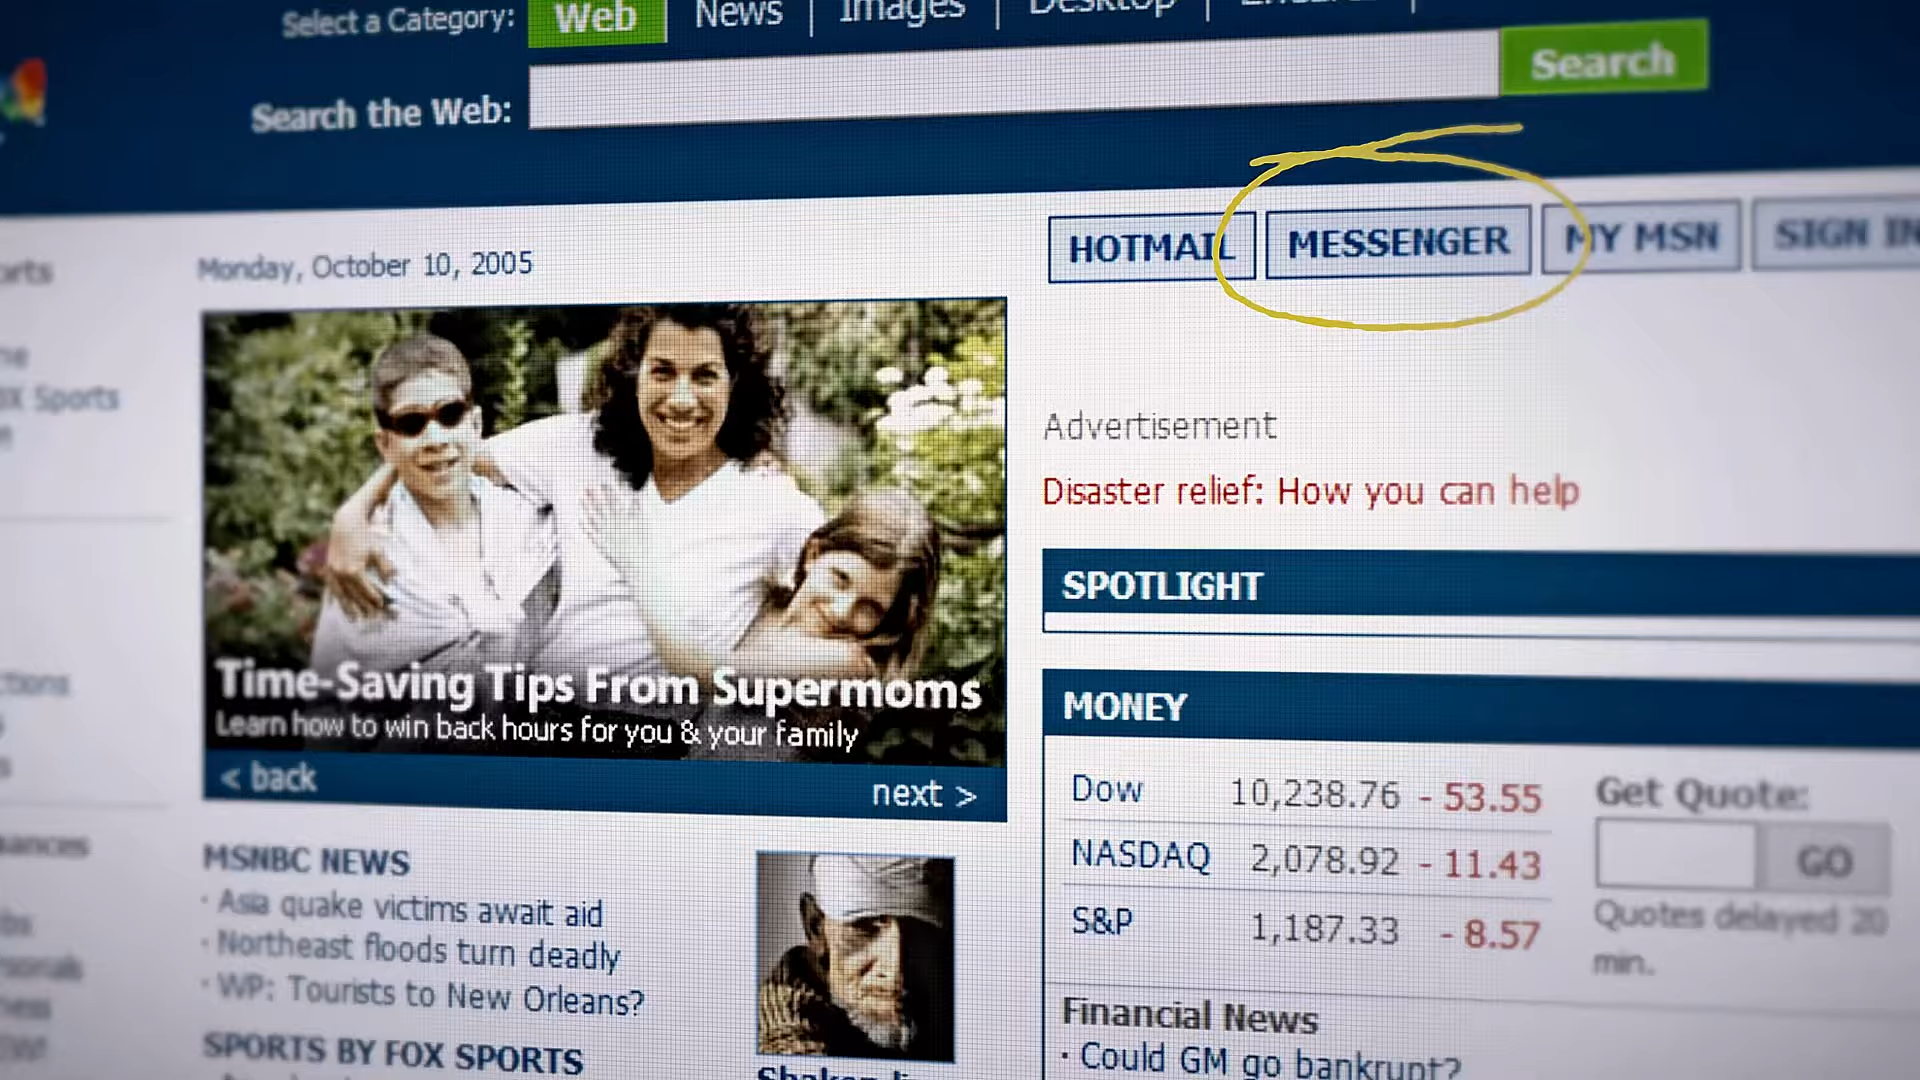 Select a Category: Web News Images Desktop
Search the Web: Search
HOTMAIL MESSENGER MY MSN SIGN IN
Monday, October 10, 2005
Sports
Advertisement
Disaster relief: How you can help
SPOTLIGHT
Time-Saving Tips From Supermoms
Learn how to win back hours for you & your family
< back next >
MONEY
Dow 10,238.76 - 53.55
NASDAQ 2,078.92 - 11.43
S&P 1,187.33 - 8.57
Get Quote:
GO
Quotes delayed 20
min.
Financial News
· Could GM go bankrupt?
MSNBC NEWS
· Asia quake victims await aid
· Northeast floods turn deadly
· WP: Tourists to New Orleans?
SPORTS BY FOX SPORTS